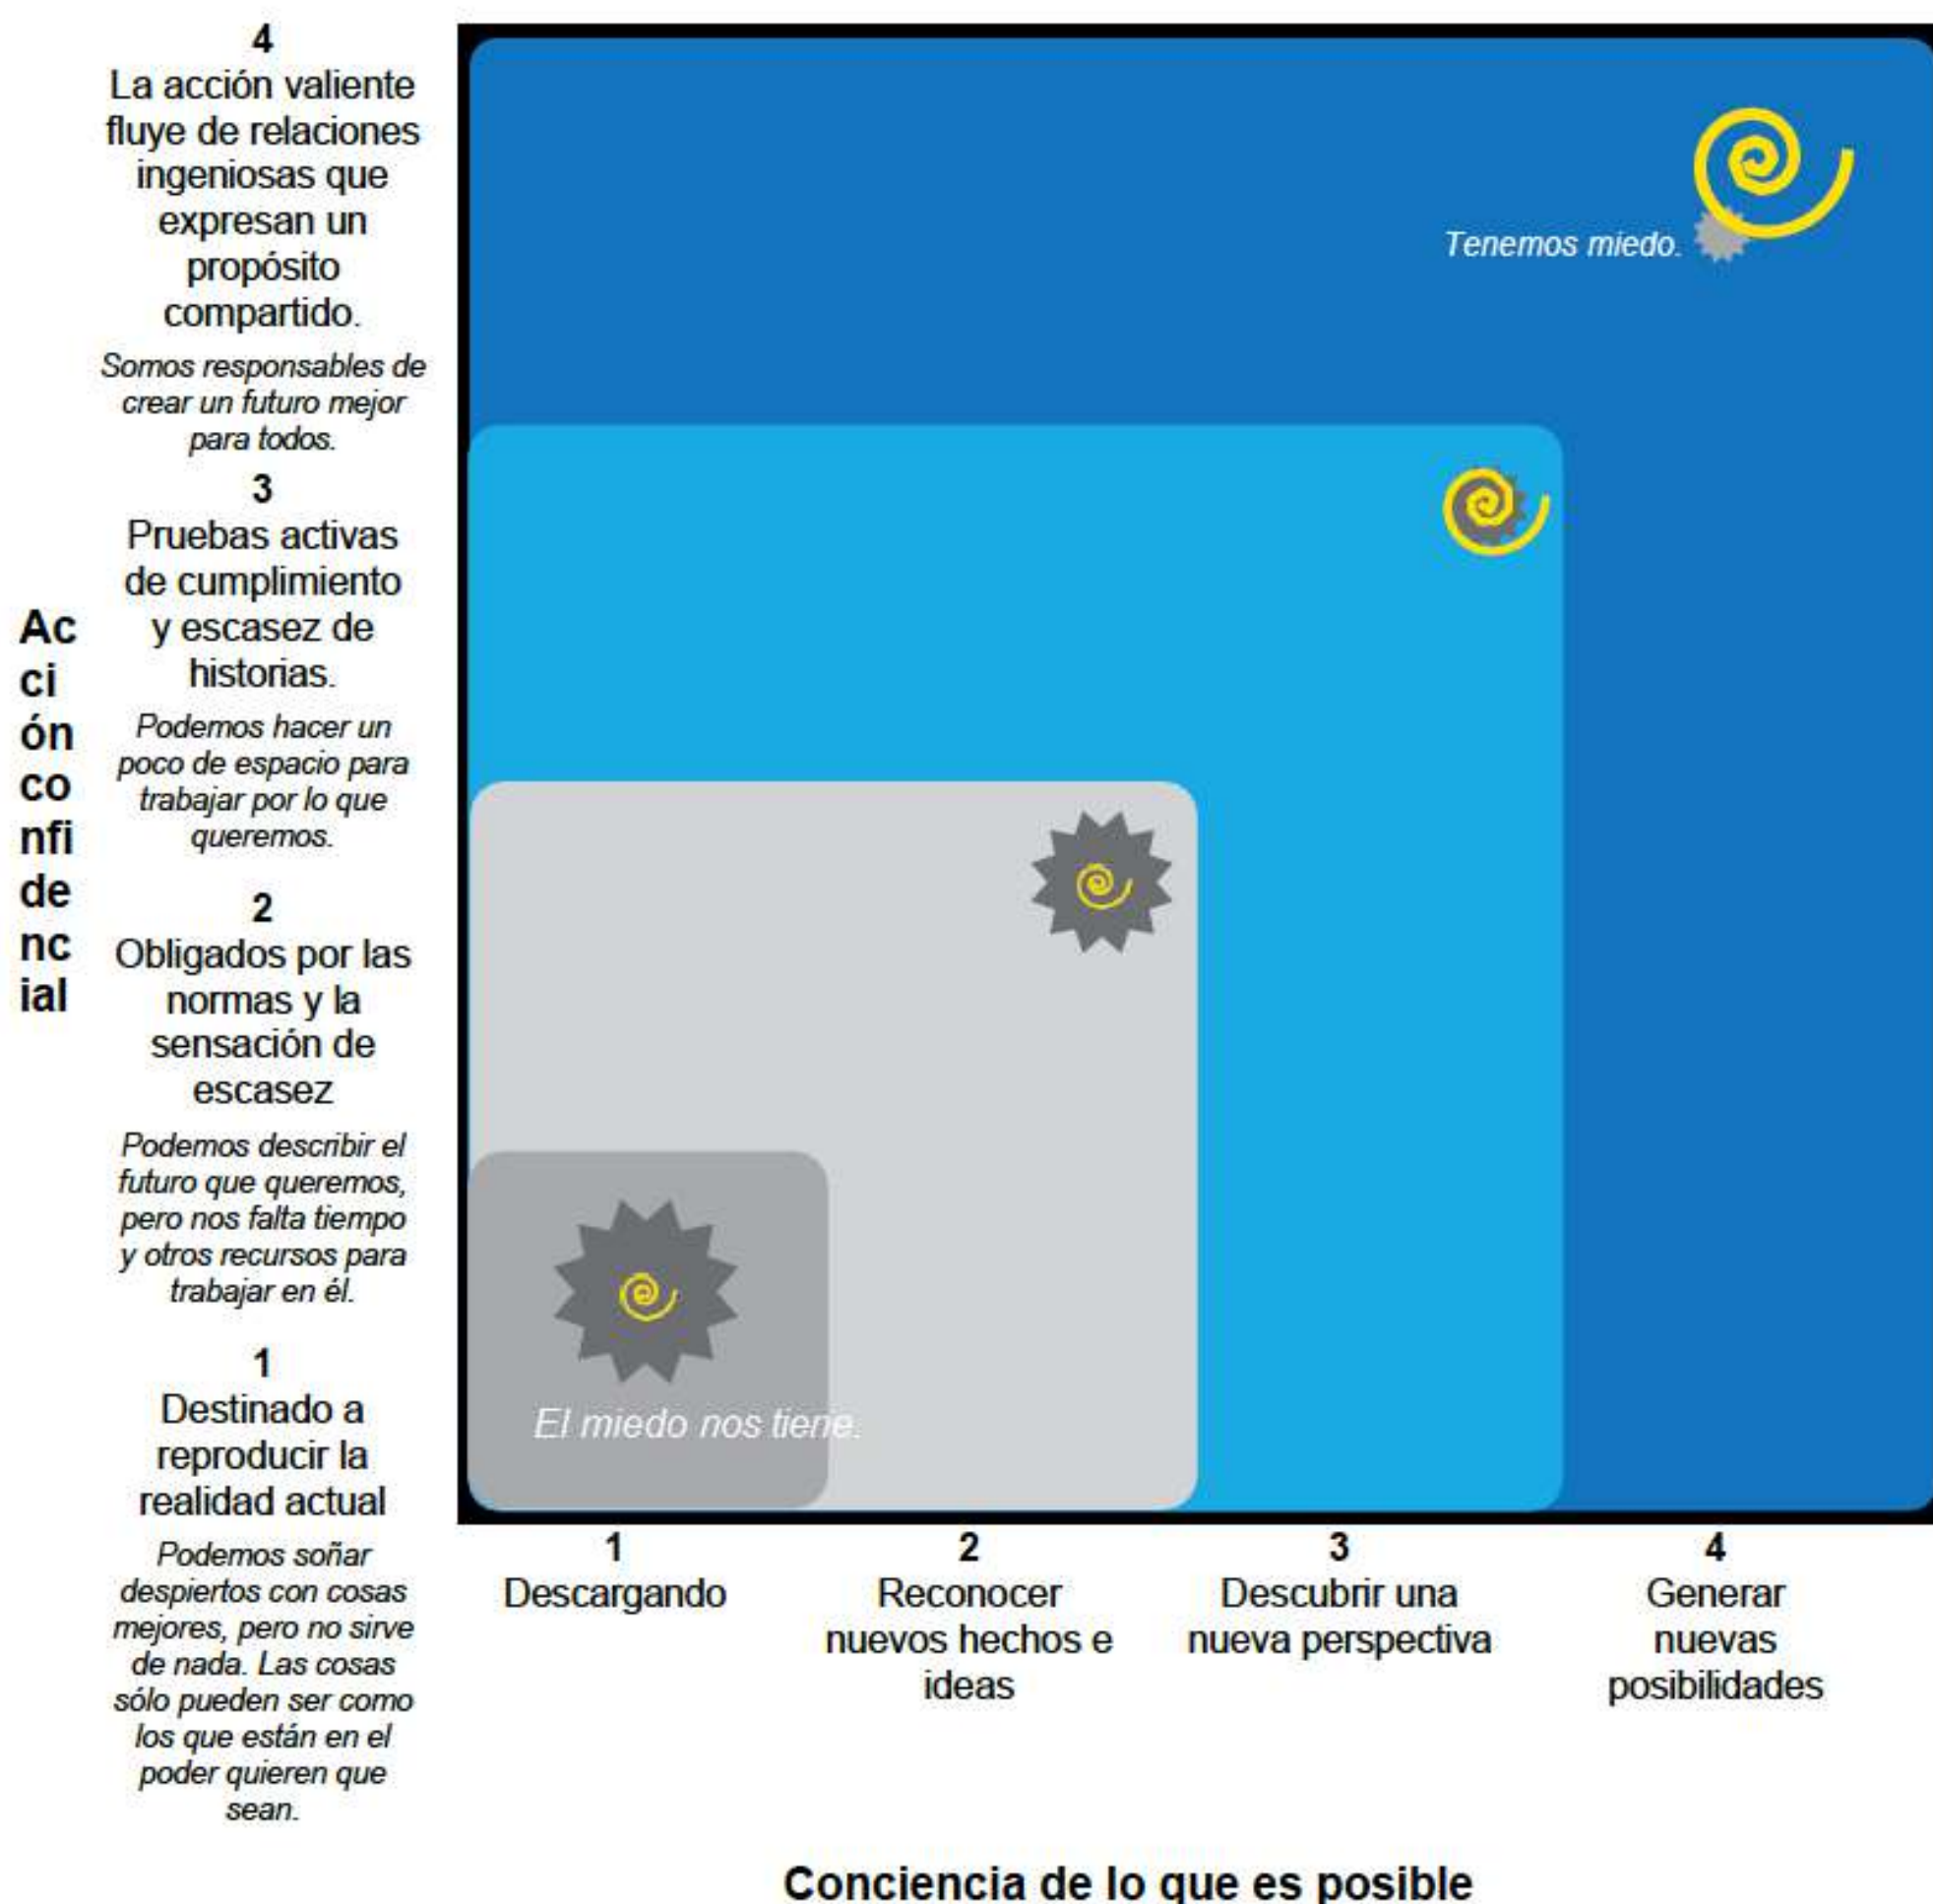 4
La acción valiente
fluye de relaciones
ingeniosas que
expresan un
propósito
compartido.
Somos responsables de
crear un futuro mejor
para todos.
3
Pruebas activas
de cumplimiento
y escasez de
historias.
Podemos hacer un
poco de espacio para
trabajar por lo que
queremos.
2
Obligados por las
normas y la
sensación de
escasez
Podemos describir el
futuro que queremos,
pero nos falta tiempo
y otros recursos para
trabajar en él.
1
Destinado a
reproducir la
realidad actual
Podemos soñar
despiertos con cosas
mejores, pero no sirve
de nada. Las cosas
sólo pueden ser como
los que están en el
poder quieren que
sean.
Ac
ci
ón
co
nfi
de
nc
ial
Tenemos miedo.
El miedo nos tiene.
1
Descargando
2
Reconocer
nuevos hechos e
ideas
3
Descubrir una
nueva perspectiva
4
Generar
nuevas
posibilidades
Conciencia de lo que es posible